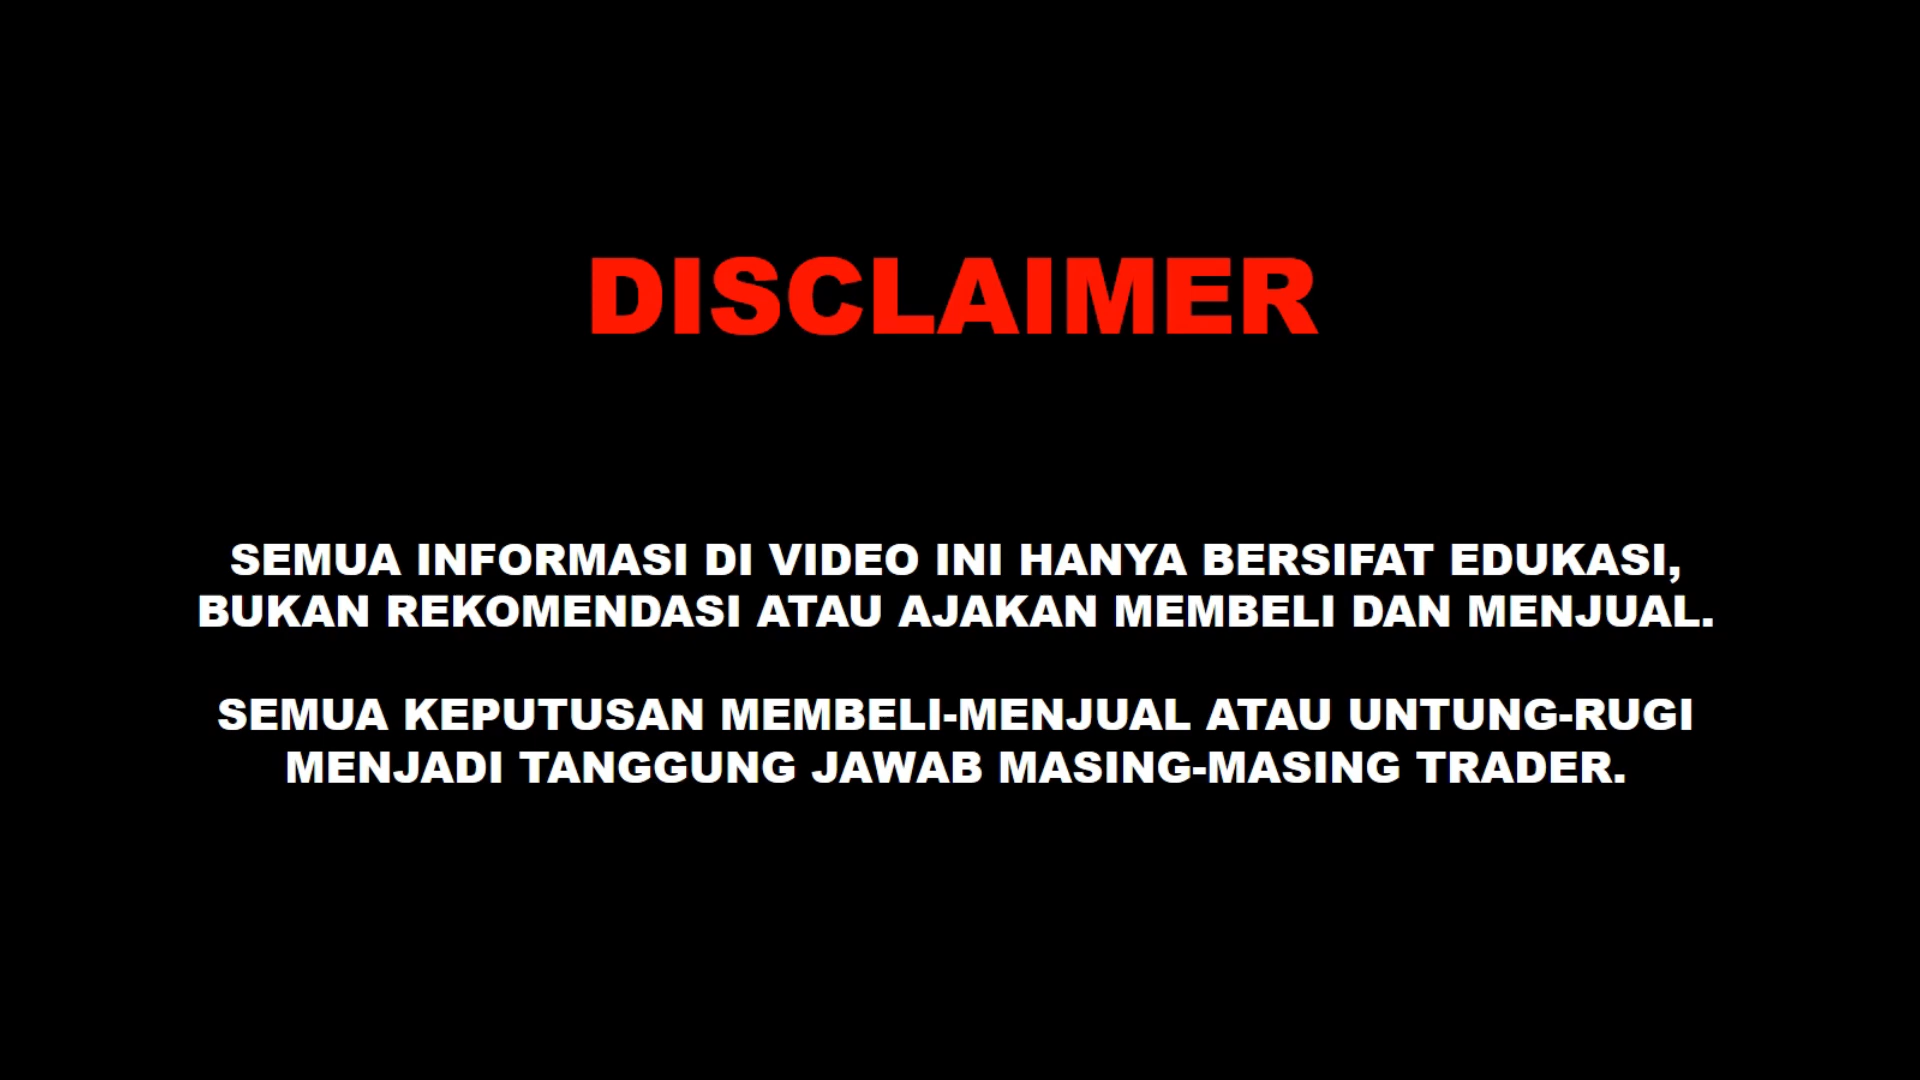 DISCLAIMER
SEMUA INFORMASI DI VIDEO INI HANYA BERSIFAT EDUKASI,
BUKAN REKOMENDASI ATAU AJAKAN MEMBELI DAN MENJUAL.
SEMUA KEPUTUSAN MEMBELI-MENJUAL ATAU UNTUNG-RUGI
MENJADI TANGGUNG JAWAB MASING-MASING TRADER.